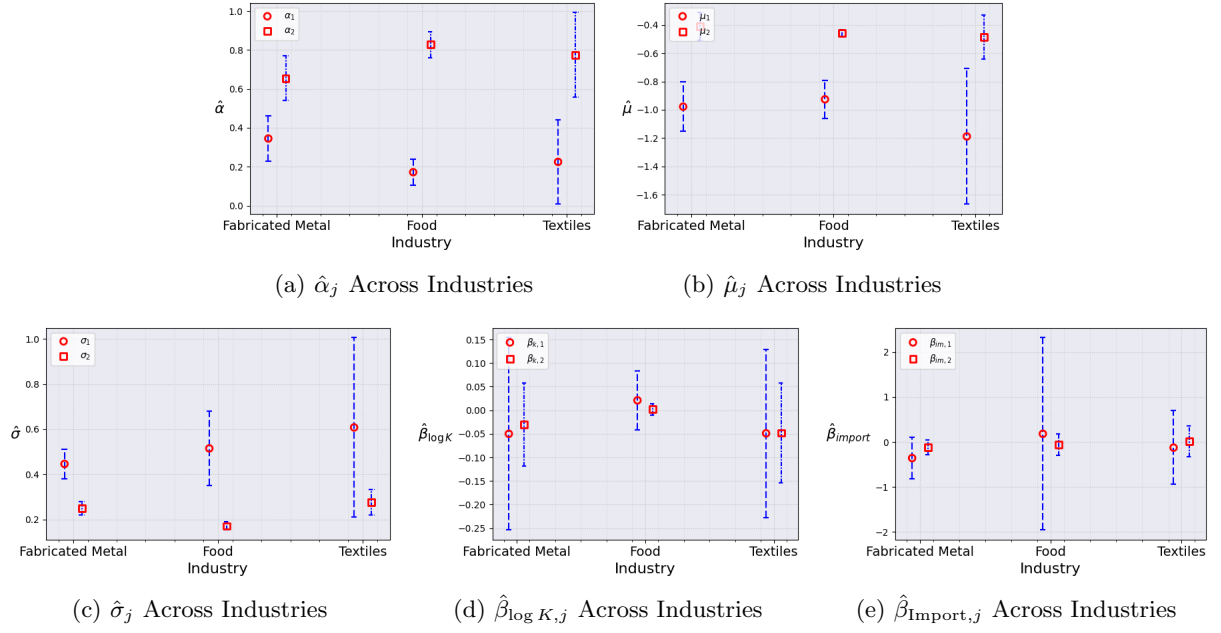 α₁
α₂
1.0
0.8
0.6
0.4
0.2
0.0
α̂
Fabricated Metal Food Textiles
Industry
(a) α̂ⱼ Across Industries
μ₁
μ₂
−0.4
−0.6
−0.8
−1.0
−1.2
−1.4
−1.6
μ̂
Fabricated Metal Food Textiles
Industry
(b) μ̂ⱼ Across Industries
σ₁
σ₂
1.0
0.8
0.6
0.4
0.2
σ̂
Fabricated Metal Food Textiles
Industry
(c) σ̂ⱼ Across Industries
βk,1
βk,2
0.15
0.10
0.05
0.00
−0.05
−0.10
−0.15
−0.20
−0.25
β̂logK
Fabricated Metal Food Textiles
Industry
(d) β̂log K,j Across Industries
βim,1
βim,2
2
1
0
−1
−2
β̂import
Fabricated Metal Food Textiles
Industry
(e) β̂Import,j Across Industries